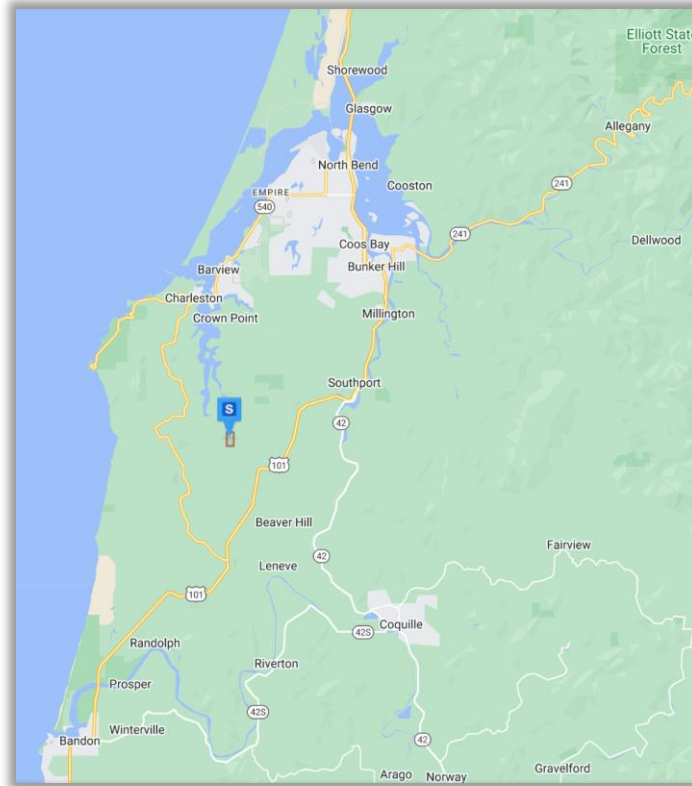 Elliott State
Forest
Shorewood
Glasgow
Allegany
North Bend
Cooston
241
EMPIRE
540
241
Dellwood
Coos Bay
Barview
Bunker Hill
Charleston
Crown Point
Millington
Southport
S
42
101
Beaver Hill
Fairview
42
Leneve
101
Coquille
42S
Randolph
Riverton
Prosper
42S
Winterville
Bandon
42
Gravelford
Arago
Norway